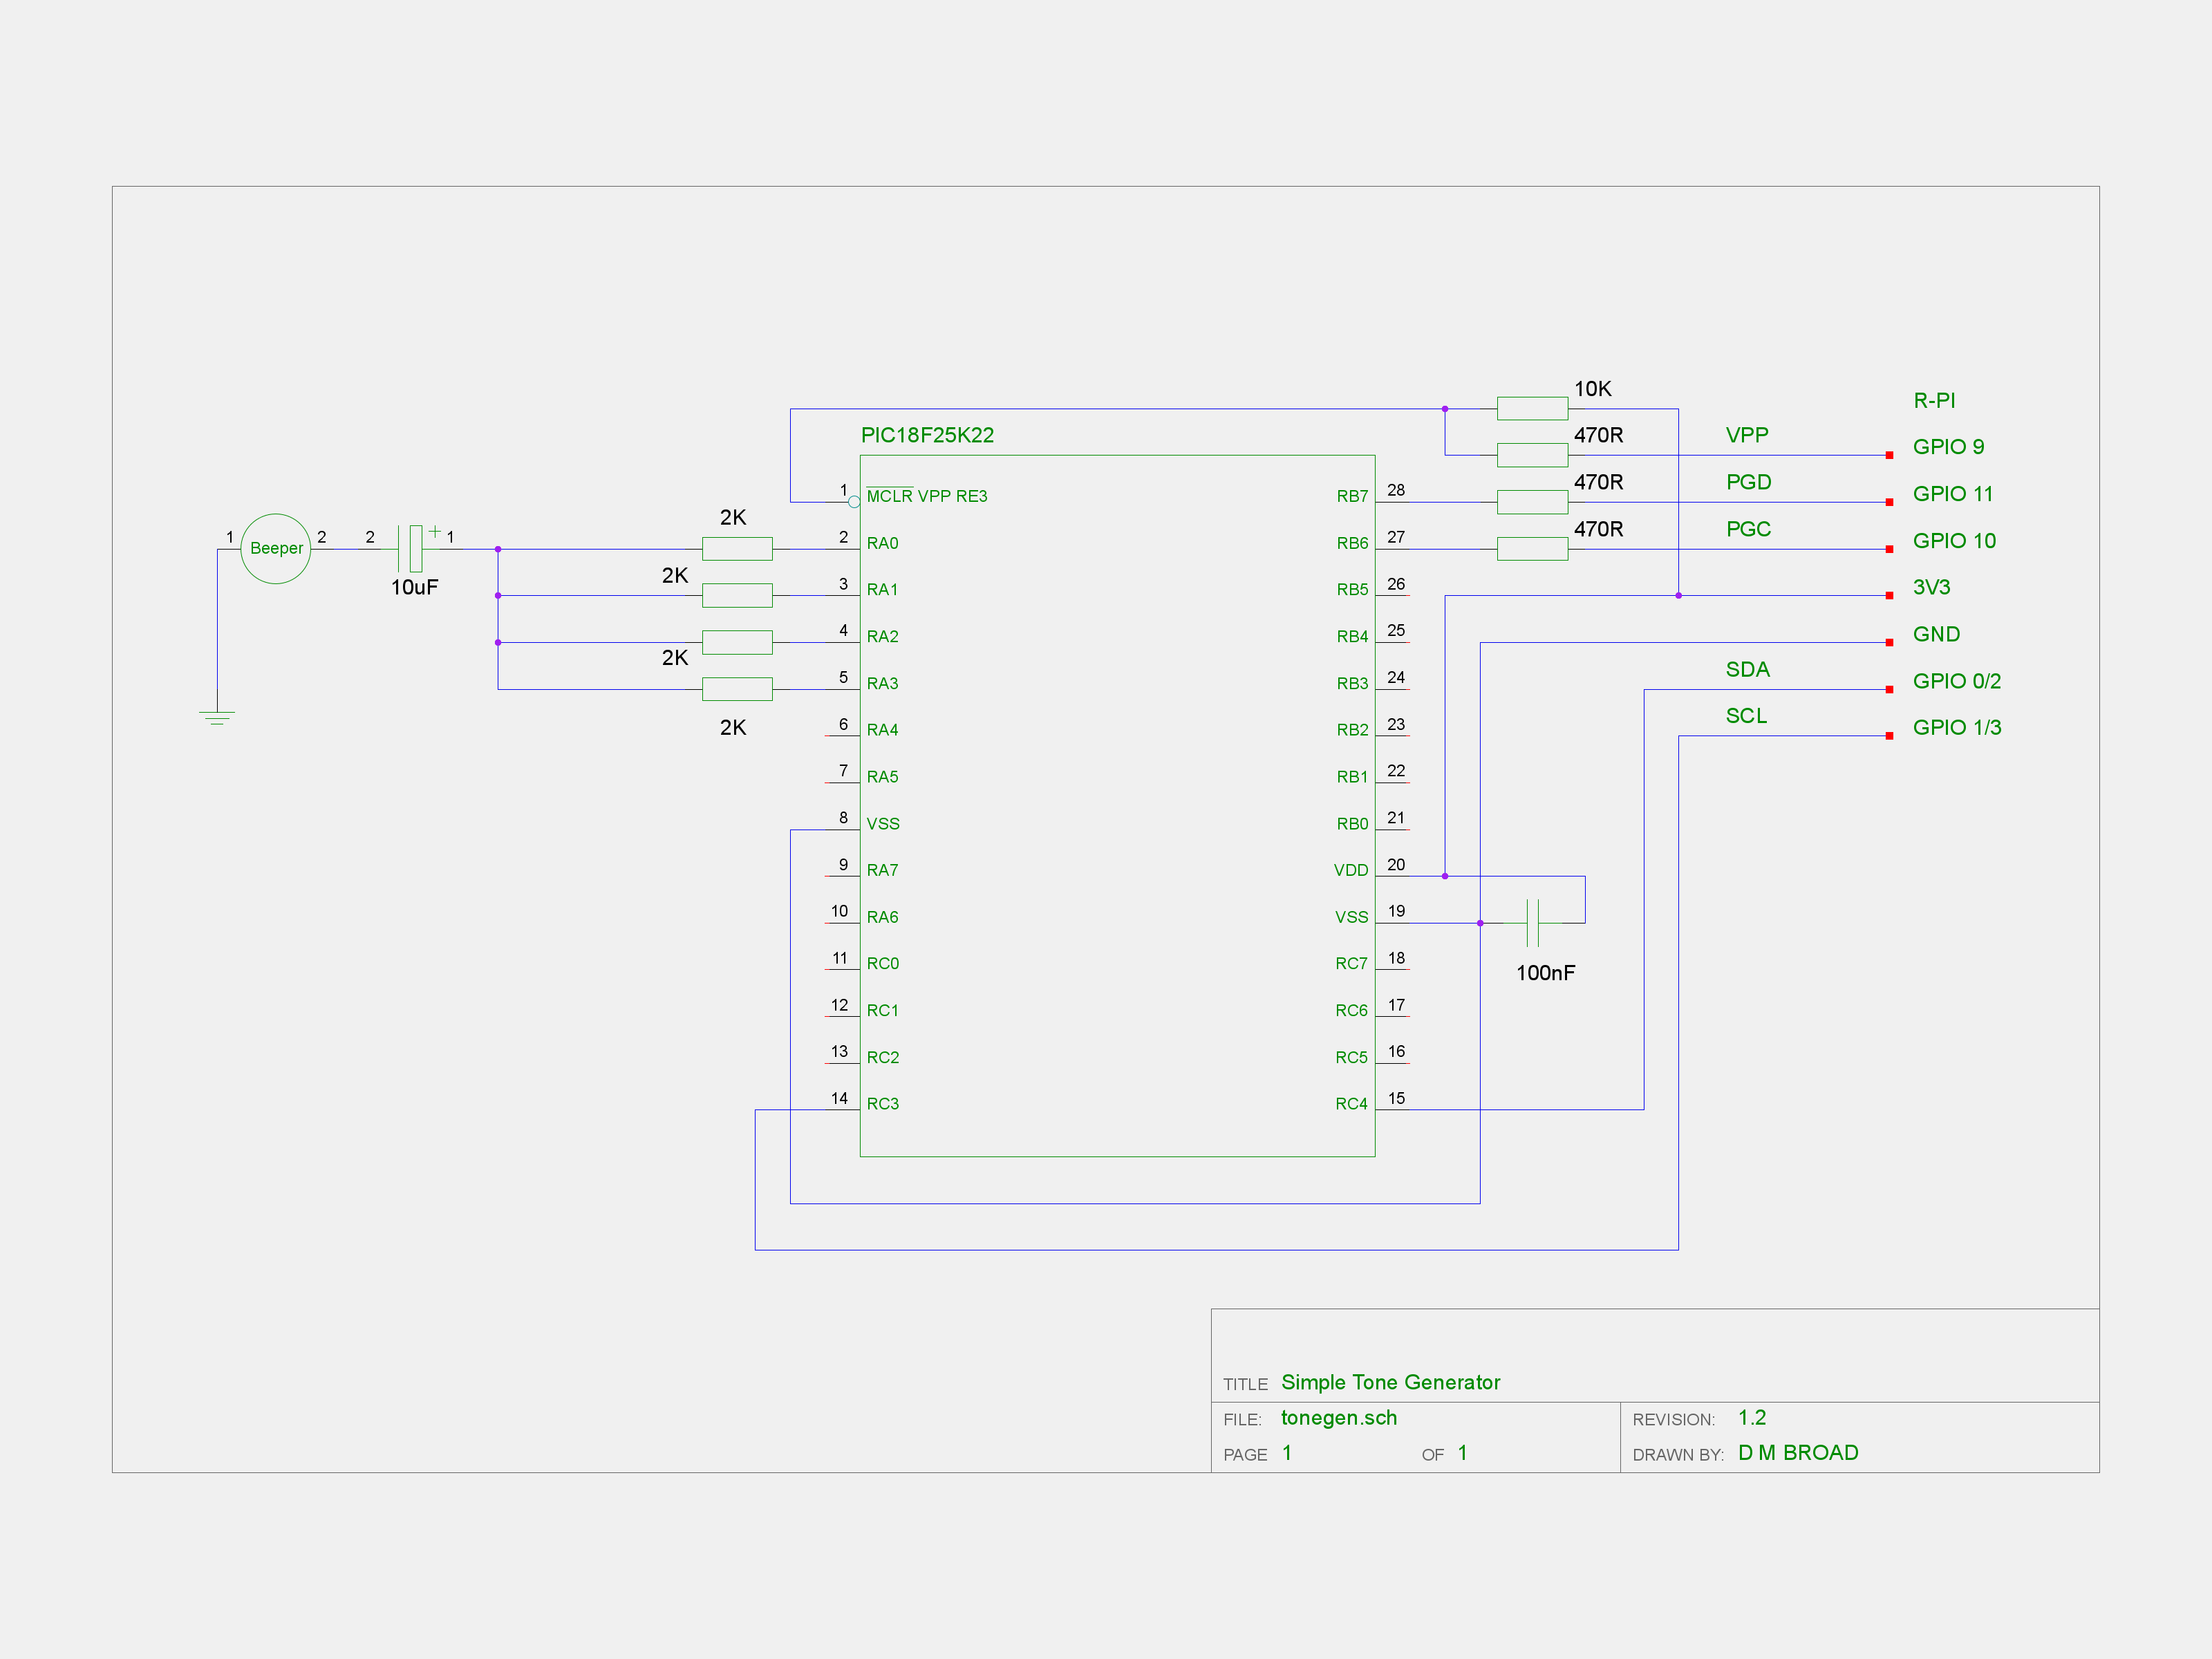 10K
R-PI
PIC18F25K22
470R
VPP
GPIO 9
1
MCLR VPP RE3
RB7
28
470R
PGD
GPIO 11
2K
1
Beeper
2
2
+
1
10uF
2
RA0
RB6
27
470R
PGC
GPIO 10
2K
3
RA1
RB5
26
3V3
4
RA2
RB4
25
GND
2K
5
RA3
RB3
24
SDA
GPIO 0/2
2K
6
RA4
RB2
23
SCL
GPIO 1/3
7
RA5
RB1
22
8
VSS
RB0
21
9
RA7
VDD
20
10
RA6
VSS
19
11
RC0
RC7
18
100nF
12
RC1
RC6
17
13
RC2
RC5
16
14
RC3
RC4
15
TITLE Simple Tone Generator
FILE: tonegen.sch
REVISION: 1.2
PAGE 1 OF 1
DRAWN BY: D M BROAD